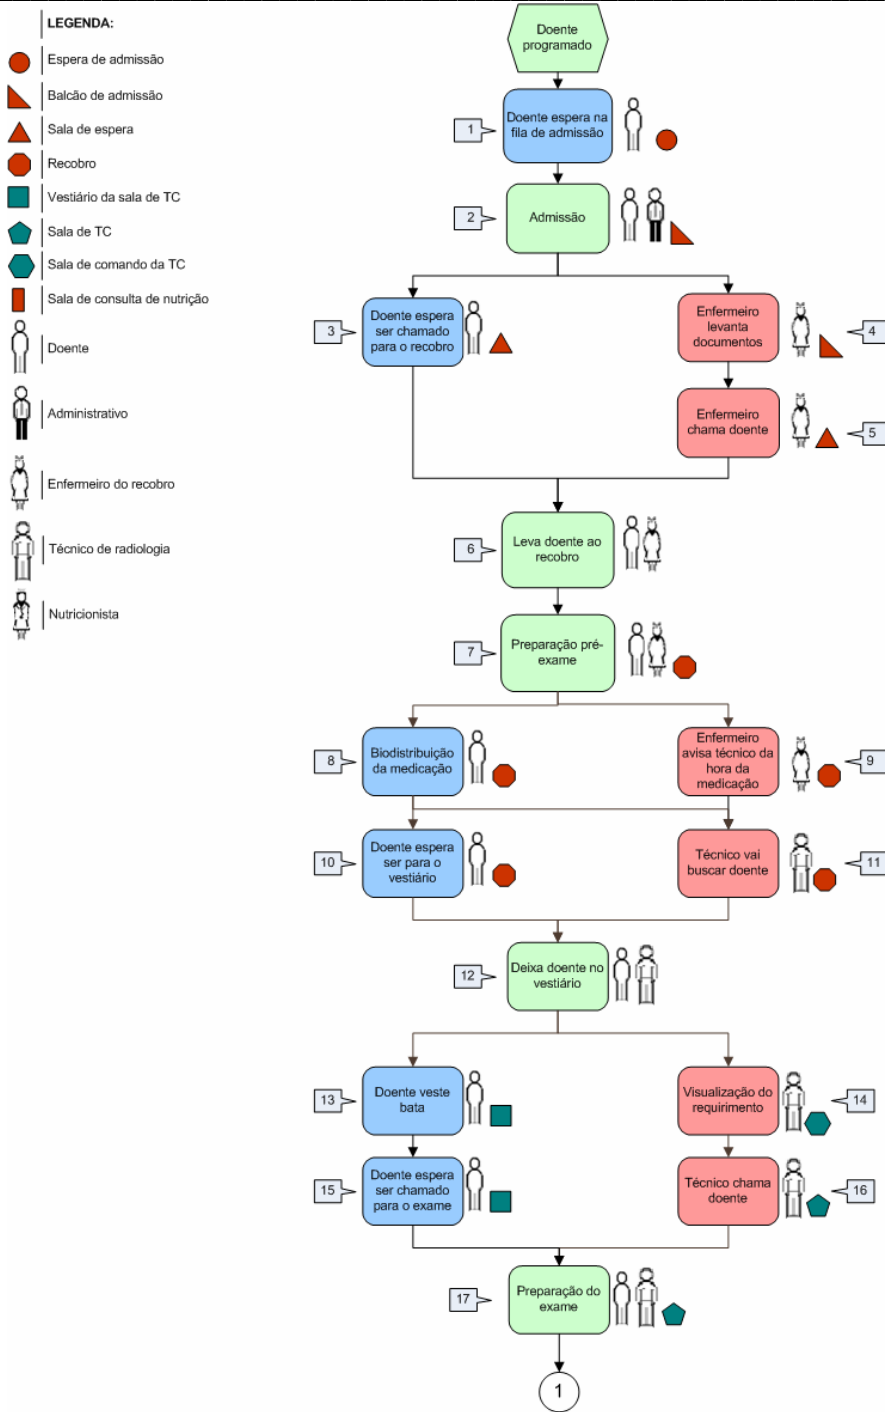 LEGENDA:
Espera de admissão
Balcão de admissão
Sala de espera
Recobro
Vestiário da sala de TC
Sala de TC
Sala de comando da TC
Sala de consulta de nutrição
Doente
Administrativo
Enfermeiro do recobro
Técnico de radiologia
Nutricionista
Doente
programado
1
Doente espera na
fila de admissão
2
Admissão
3
Doente espera
ser chamado
para o recobro
Enfermeiro
levanta
documentos
4
Enfermeiro
chama doente
5
6
Leva doente ao
recobro
7
Preparação pré-
exame
8
Biodistribuição
da medicação
Enfermeiro
avisa técnico da
hora da
medicação
9
10
Doente espera
ser para o
vestiário
Técnico vai
buscar doente
11
12
Deixa doente no
vestiário
13
Doente veste
bata
Visualização do
requirimento
14
15
Doente espera
ser chamado
para o exame
Técnico chama
doente
16
17
Preparação do
exame
1